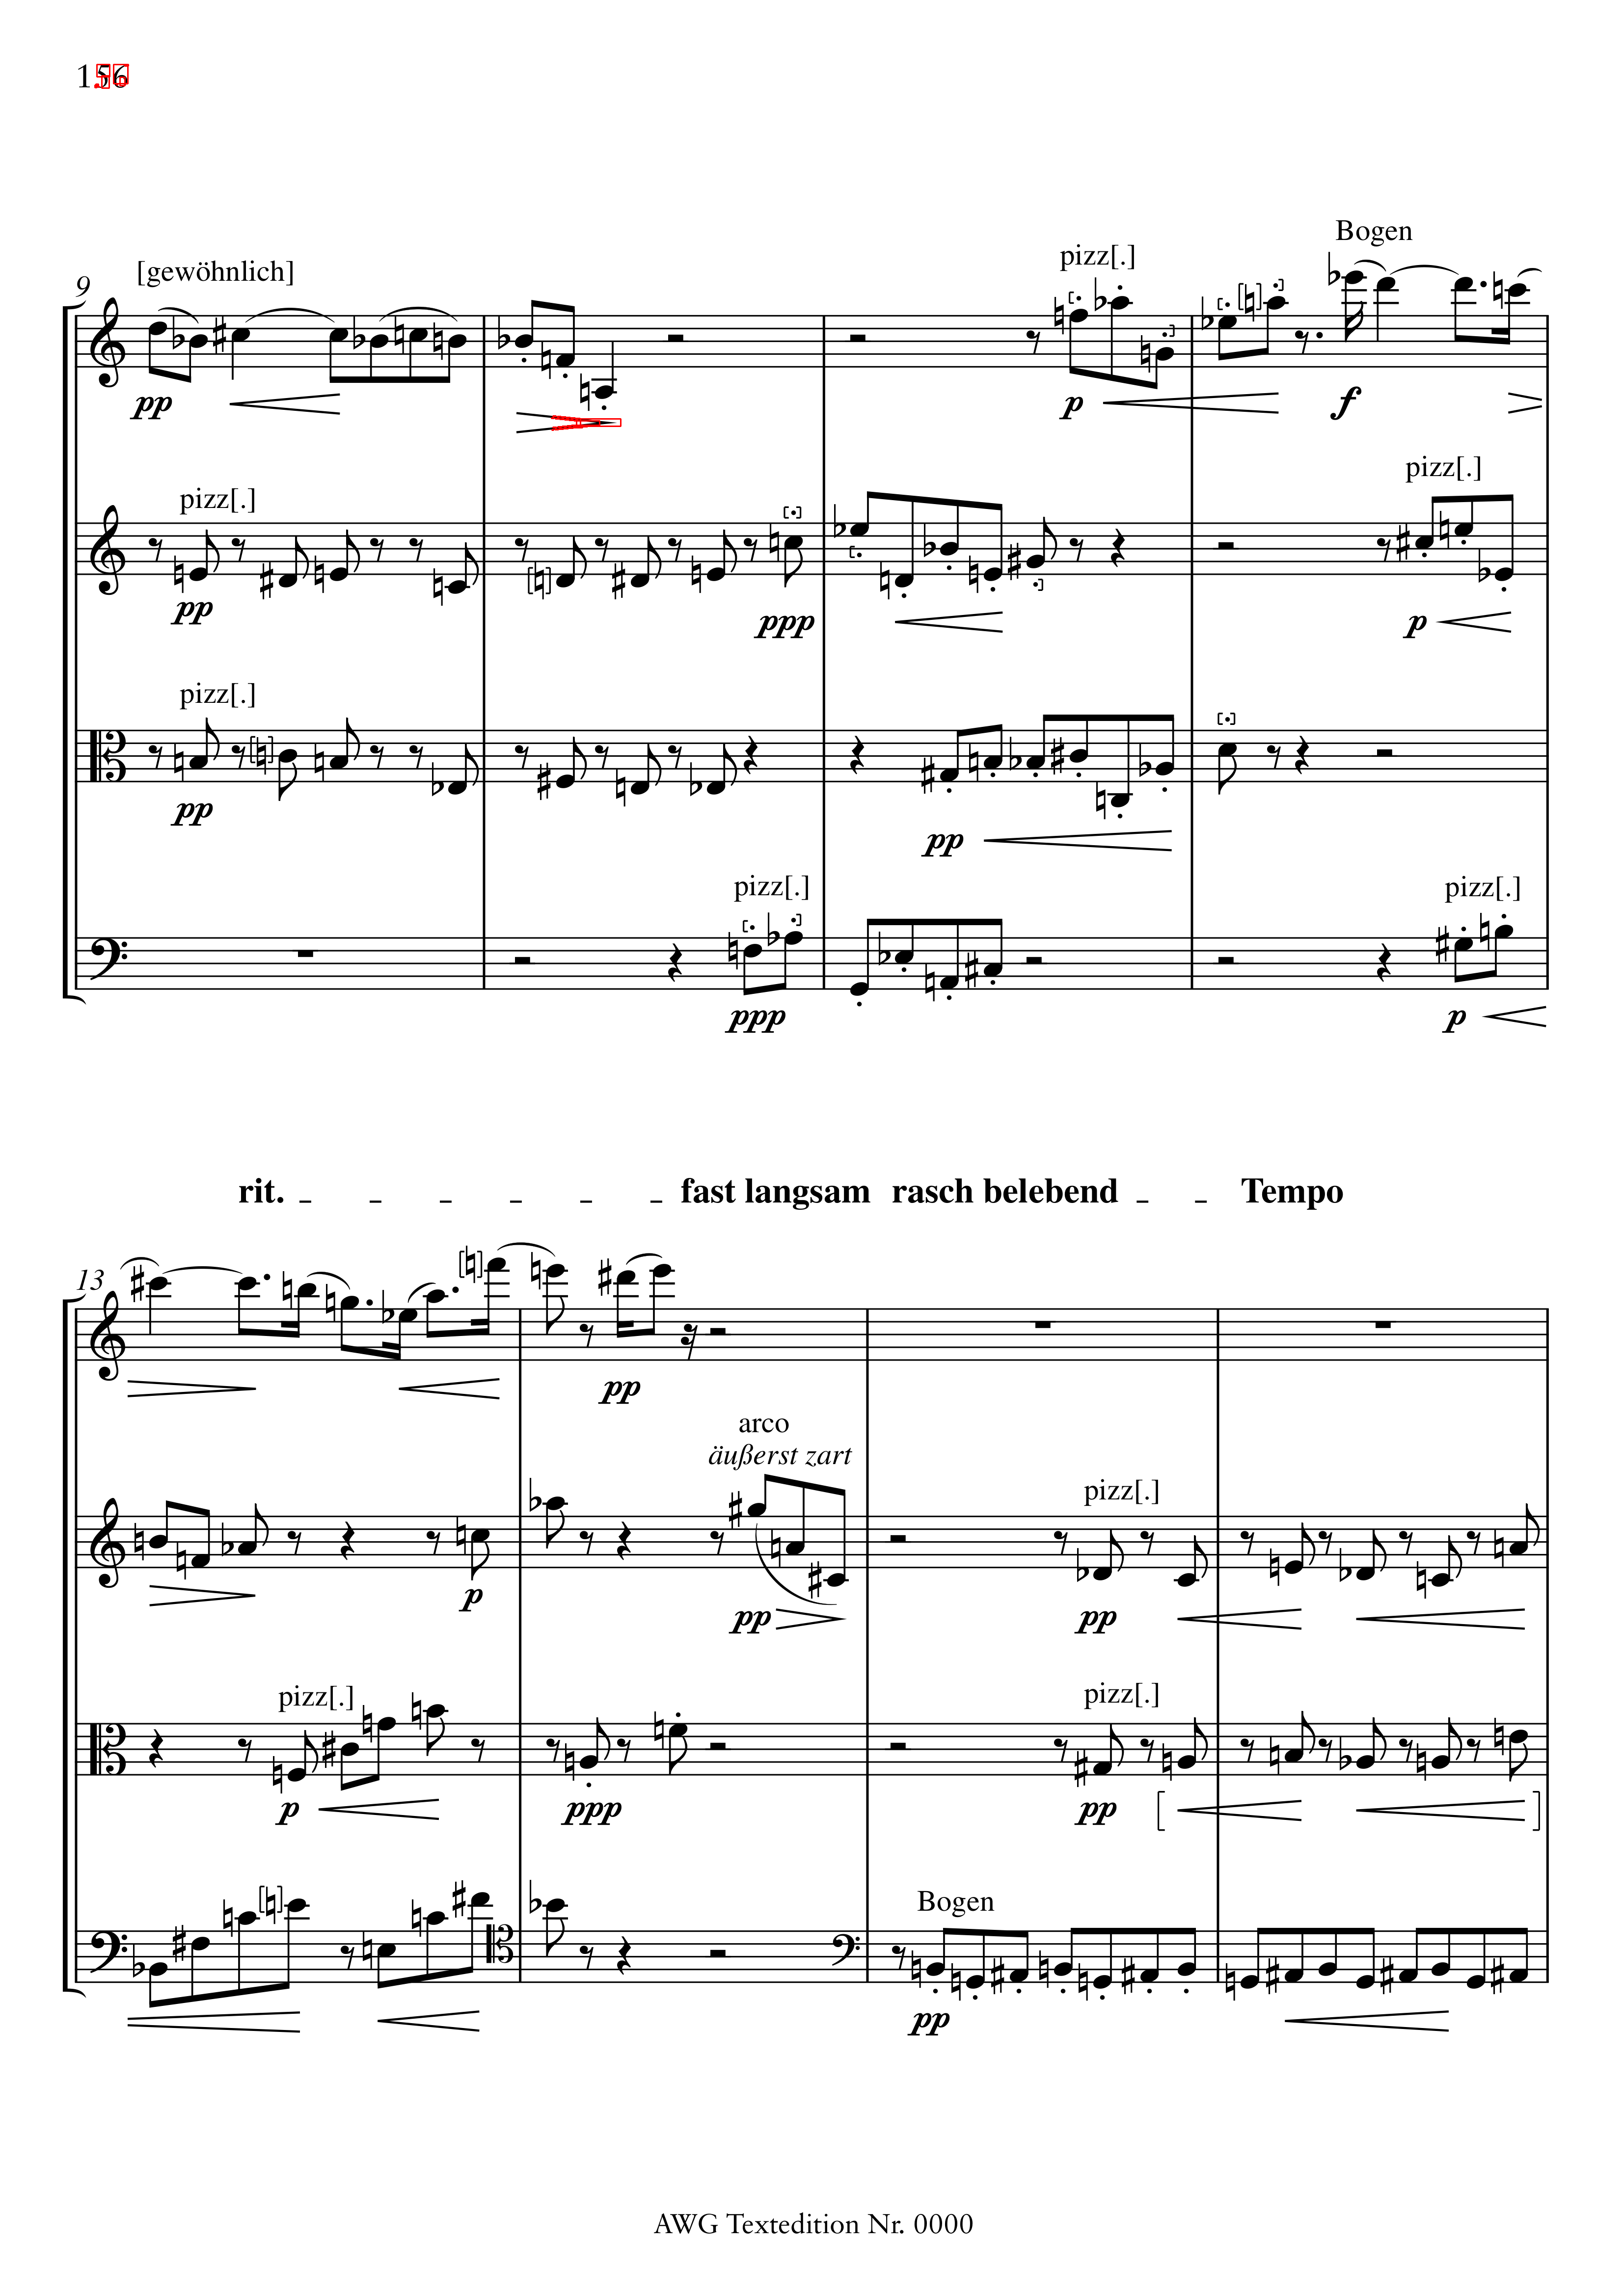 156
[gewöhnlich]
9
pp
pizz[.]
p
Bogen
f
pizz[.]
pp
ppp
pizz[.]
p
pizz[.]
pp
pp
pizz[.]
ppp
pizz[.]
p
rit. – – – – – – fast langsam rasch belebend – – Tempo
13
pp
arco
äußerst zart
p
pp
pizz[.]
pp
pizz[.]
p
ppp
pizz[.]
pp
Bogen
pp
AWG Textedition Nr. 0000